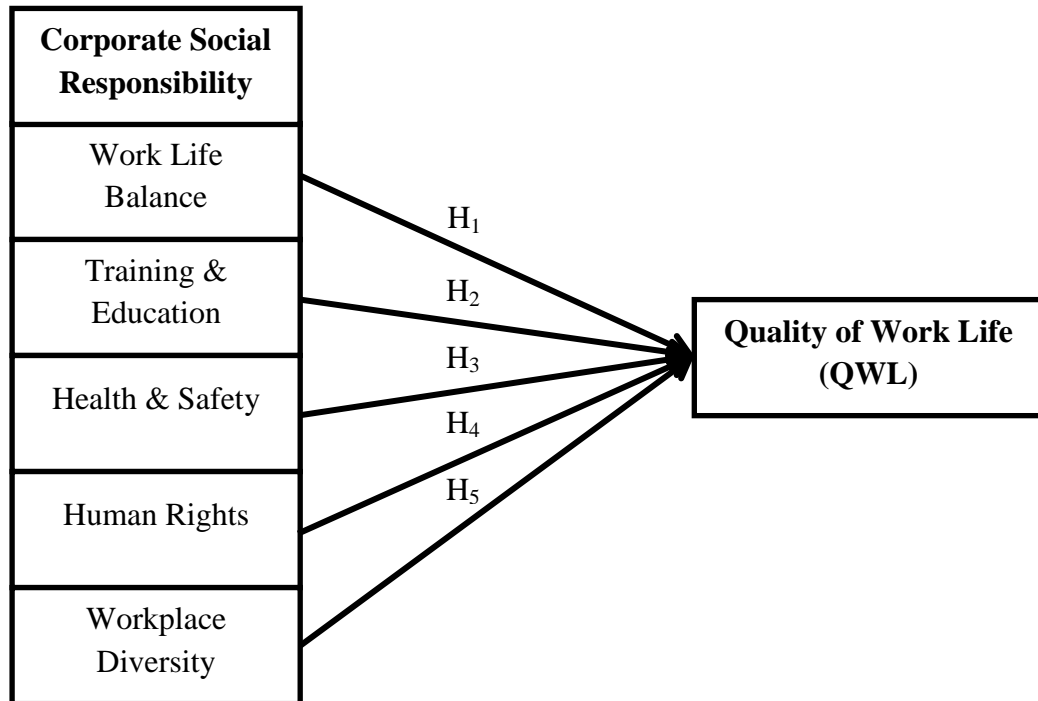 Corporate Social
Responsibility
Work Life
Balance
Training &
Education
Health & Safety
Human Rights
Workplace
Diversity
H₁
H₂
H₃
H₄
H₅
Quality of Work Life
(QWL)